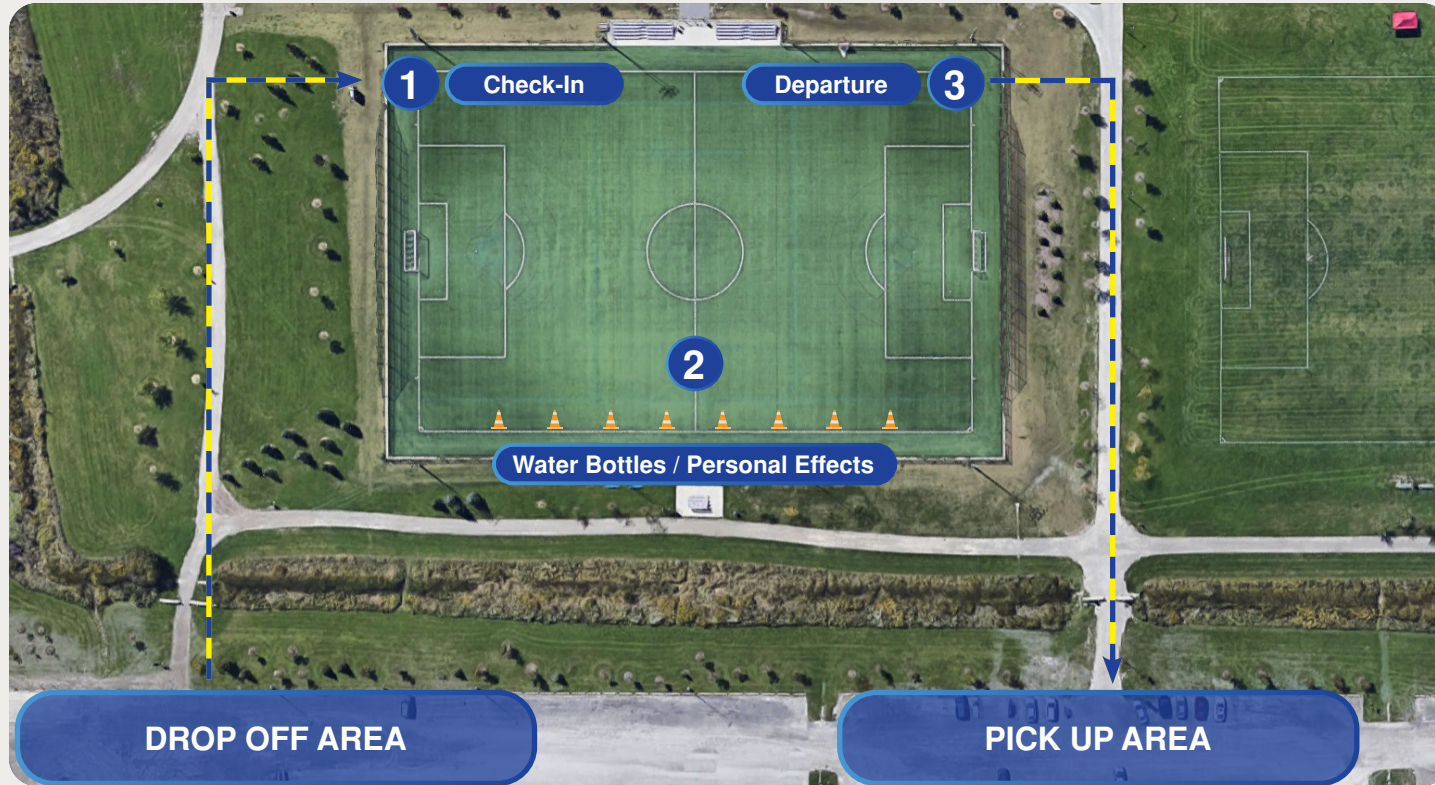 1 Check-In
Departure 3
2
Water Bottles / Personal Effects
DROP OFF AREA
PICK UP AREA